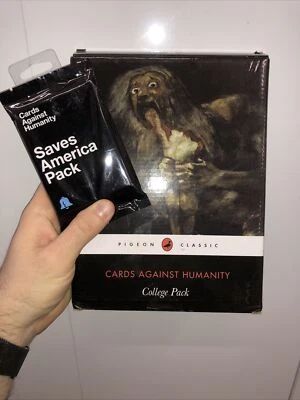 Cards
Against
Humanity
Saves
America
Pack
PIGEON CLASSIC
CARDS AGAINST HUMANITY
College Pack